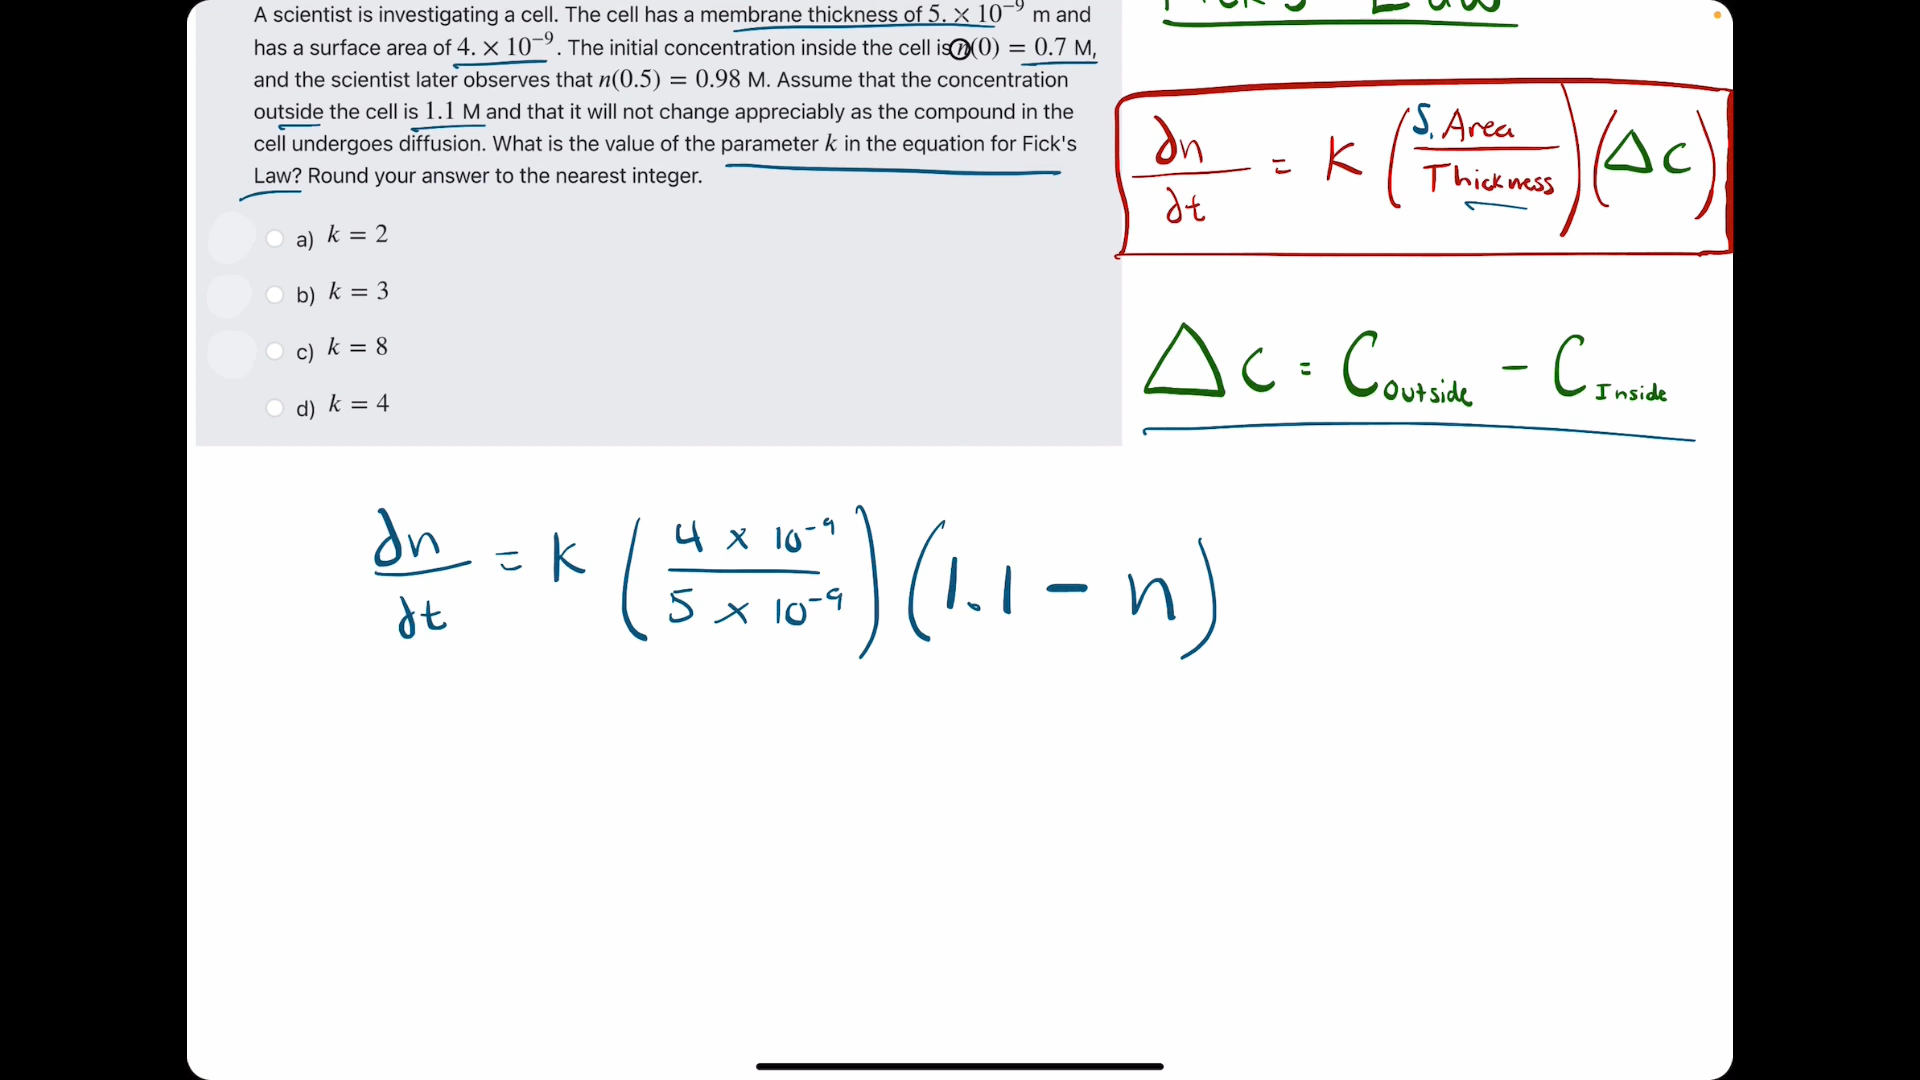 A scientist is investigating a cell. The cell has a membrane thickness of 5. × 10⁻⁹ m and
has a surface area of 4. × 10⁻⁹. The initial concentration inside the cell is n(0) = 0.7 M,
and the scientist later observes that n(0.5) = 0.98 M. Assume that the concentration
outside the cell is 1.1 M and that it will not change appreciably as the compound in the
cell undergoes diffusion. What is the value of the parameter k in the equation for Fick's
Law? Round your answer to the nearest integer.
a) k = 2
b) k = 3
c) k = 8
d) k = 4
∂n/∂t = K (S. Area/Thickness) (Δc)
Δc = C Outside - C Inside
∂n/∂t = K (4 × 10⁻⁹/5 × 10⁻⁹) (1.1 - n)